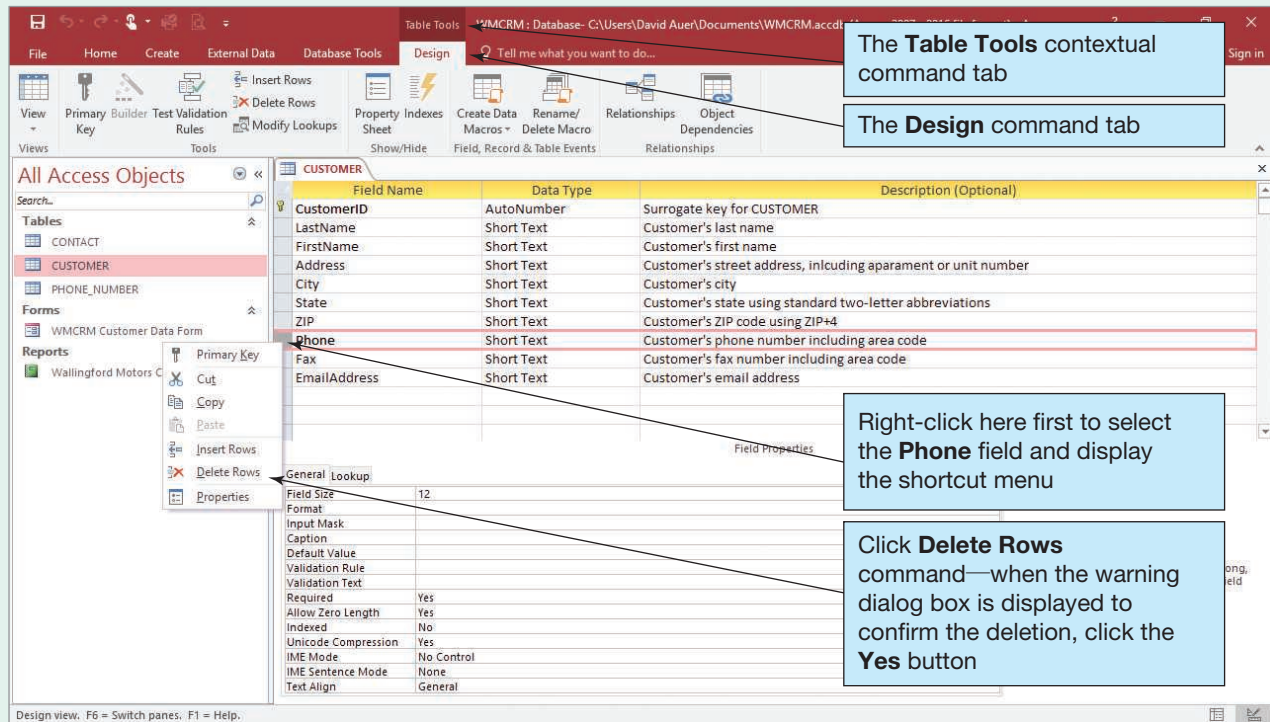 Table Tools
WMCRM : Database- C:\Users\David Auer\Documents\WMCRM.accdb
?
File Home Create External Data Database Tools Design Tell me what you want to do... Sign in
View
Primary Key
Builder
Test Validation Rules
Insert Rows
Delete Rows
Modify Lookups
Property Sheet
Indexes
Create Data Macros
Rename/ Delete Macro
Relationships
Object Dependencies
Views Tools Show/Hide Field, Record & Table Events Relationships
The Table Tools contextual
command tab
The Design command tab
All Access Objects
Search...
Tables
CONTACT
CUSTOMER
PHONE_NUMBER
Forms
WMCRM Customer Data Form
Reports
Wallingford Motors C
CUSTOMER
Field Name Data Type Description (Optional)
CustomerID AutoNumber Surrogate key for CUSTOMER
LastName Short Text Customer's last name
FirstName Short Text Customer's first name
Address Short Text Customer's street address, inlcuding aparament or unit number
City Short Text Customer's city
State Short Text Customer's state using standard two-letter abbreviations
ZIP Short Text Customer's ZIP code using ZIP+4
Phone Short Text Customer's phone number including area code
Fax Short Text Customer's fax number including area code
EmailAddress Short Text Customer's email address
Primary Key
Cut
Copy
Paste
Insert Rows
Delete Rows
Properties
Right-click here first to select
the Phone field and display
the shortcut menu
Field Properties
General Lookup
Field Size 12
Format
Input Mask
Caption
Default Value
Validation Rule
Validation Text
Required Yes
Allow Zero Length Yes
Indexed No
Unicode Compression Yes
IME Mode No Control
IME Sentence Mode None
Text Align General
Click Delete Rows
command—when the warning
dialog box is displayed to
confirm the deletion, click the
Yes button
ong,
ield
Design view. F6 = Switch panes. F1 = Help.